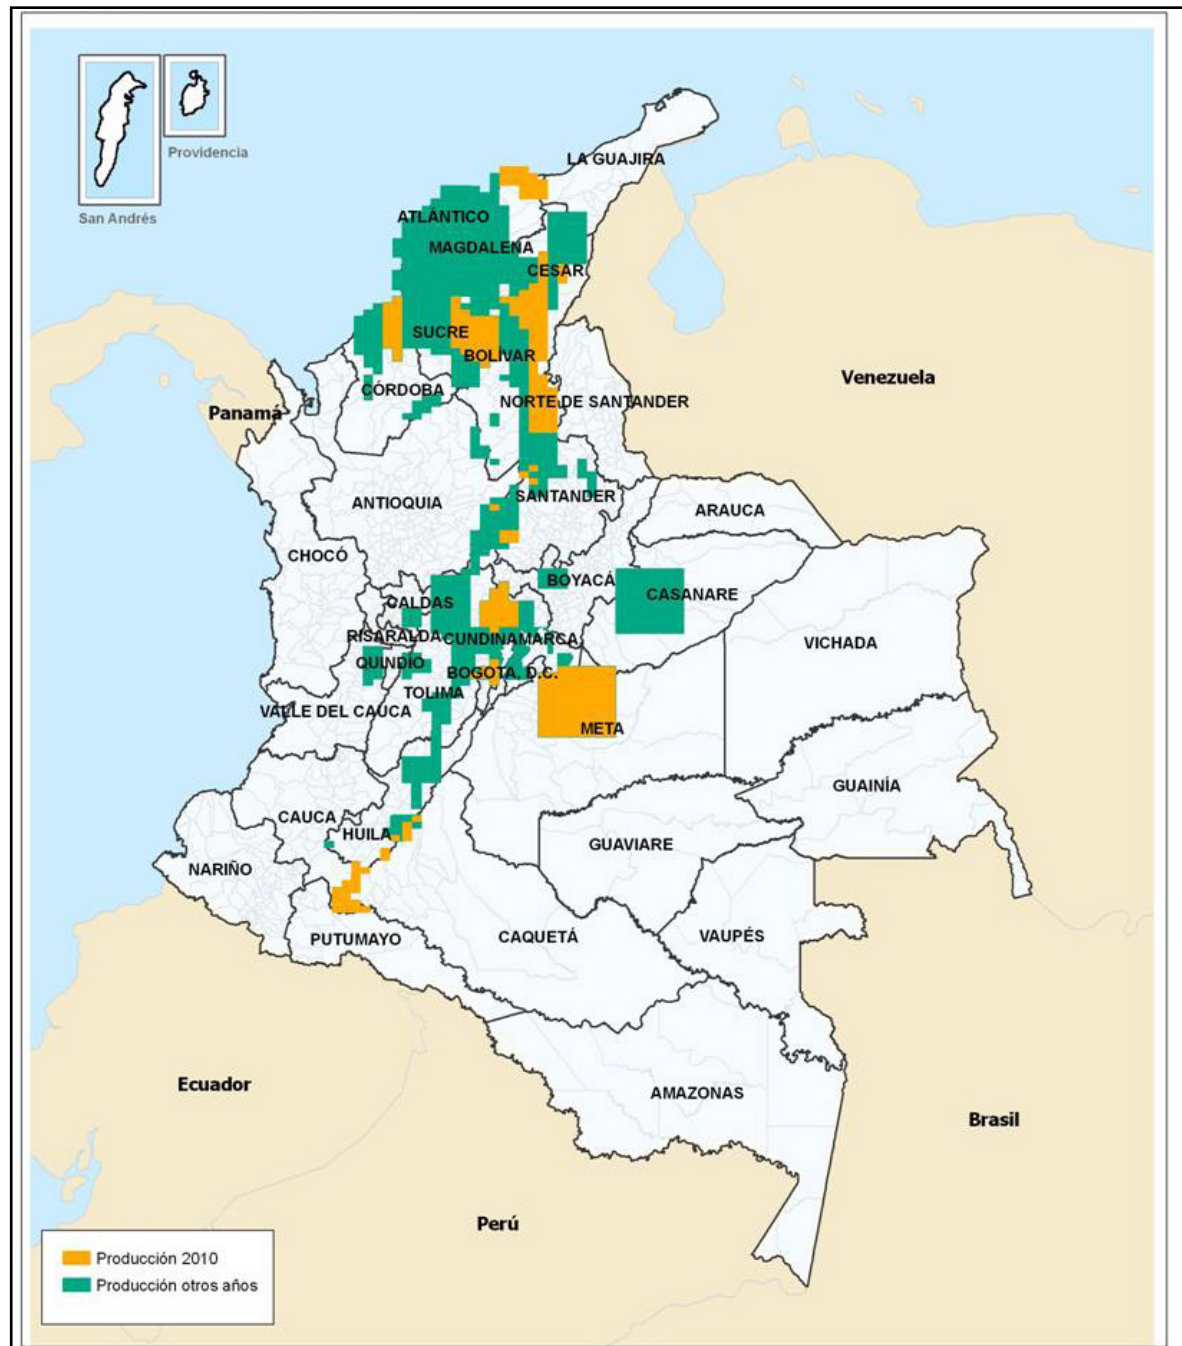 Providencia
San Andrés
LA GUAJIRA
ATLÁNTICO
MAGDALENA
CESAR
SUCRE
BOLÍVAR
CÓRDOBA
NORTE DE SANTANDER
Venezuela
Panamá
ANTIOQUIA
SANTANDER
ARAUCA
CHOCÓ
BOYACÁ
CASANARE
CALDAS
RISARALDA
CUNDINAMARCA
VICHADA
QUINDIO
BOGOTA, D.C.
TOLIMA
VALLE DEL CAUCA
META
GUAINÍA
CAUCA
HUILA
GUAVIARE
NARIÑO
PUTUMAYO
CAQUETÁ
VAUPÉS
Ecuador
AMAZONAS
Brasil
Perú
Producción 2010
Producción otros años